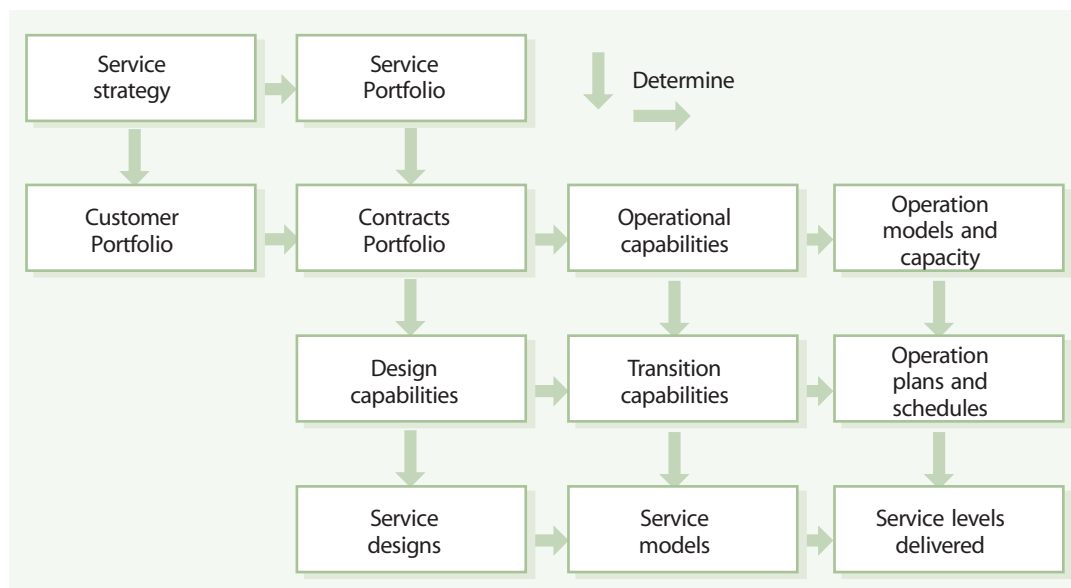 Service
strategy
Service
Portfolio
Determine
Customer
Portfolio
Contracts
Portfolio
Operational
capabilities
Operation
models and
capacity
Design
capabilities
Transition
capabilities
Operation
plans and
schedules
Service
designs
Service
models
Service levels
delivered